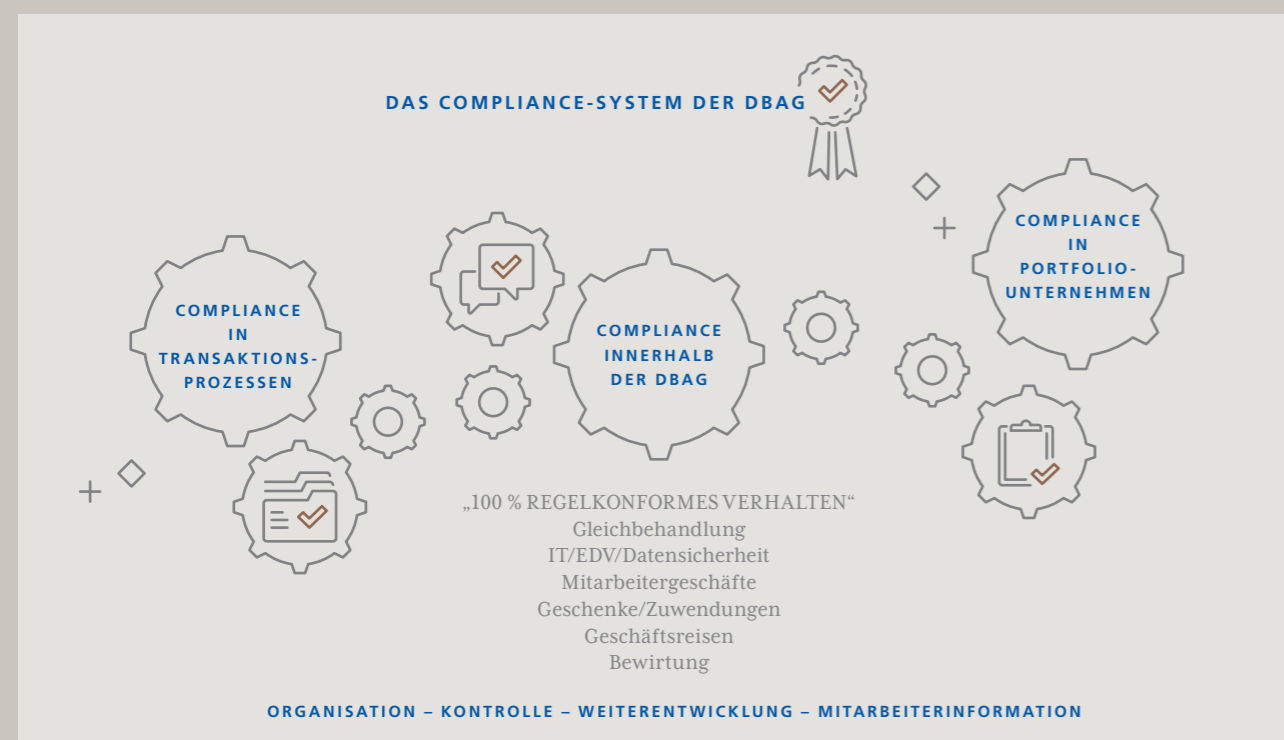 DAS COMPLIANCE-SYSTEM DER DBAG
COMPLIANCE
IN
TRANSAKTIONS-
PROZESSEN
COMPLIANCE
INNERHALB
DER DBAG
COMPLIANCE
IN
PORTFOLIO-
UNTERNEHMEN
„100 % REGELKONFORMES VERHALTEN“
Gleichbehandlung
IT/EDV/Datensicherheit
Mitarbeitergeschäfte
Geschenke/Zuwendungen
Geschäftsreisen
Bewirtung
ORGANISATION – KONTROLLE – WEITERENTWICKLUNG – MITARBEITERINFORMATION